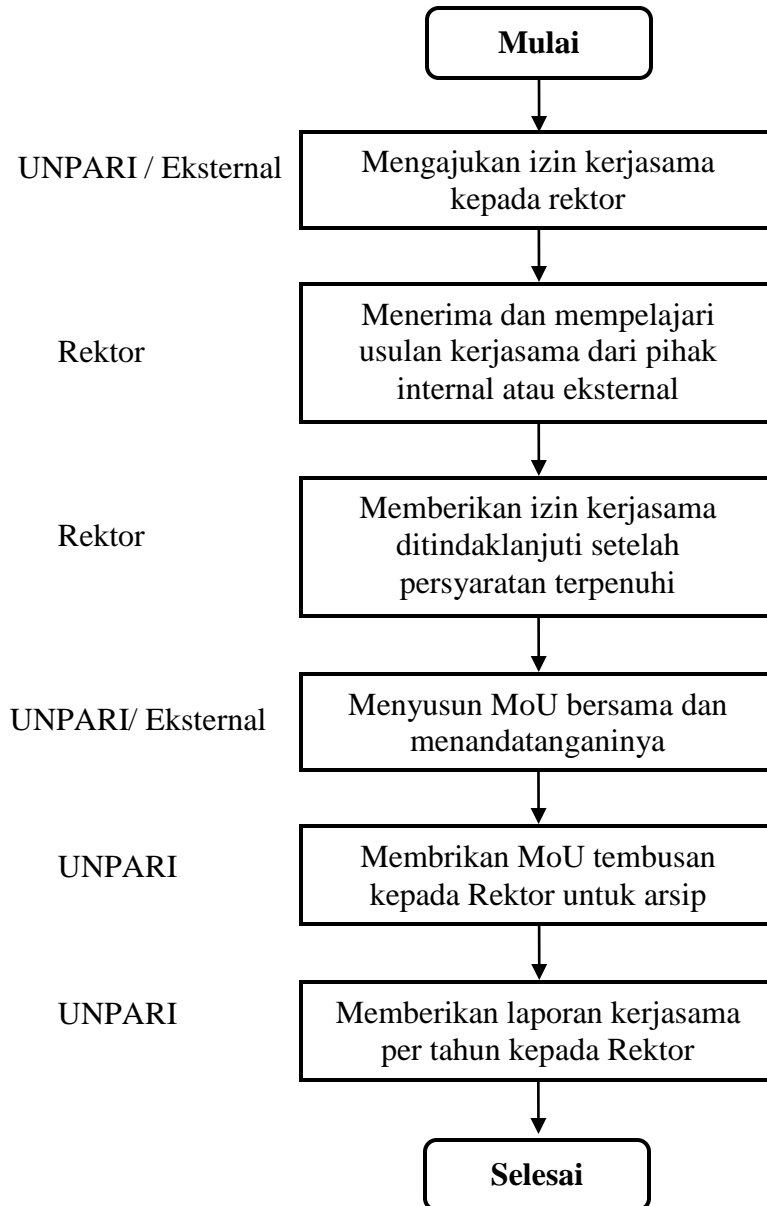 Mulai
UNPARI / Eksternal
Mengajukan izin kerjasama
kepada rektor
Rektor
Menerima dan mempelajari
usulan kerjasama dari pihak
internal atau eksternal
Rektor
Memberikan izin kerjasama
ditindaklanjuti setelah
persyaratan terpenuhi
UNPARI/ Eksternal
Menyusun MoU bersama dan
menandatanganinya
UNPARI
Membrikan MoU tembusan
kepada Rektor untuk arsip
UNPARI
Memberikan laporan kerjasama
per tahun kepada Rektor
Selesai